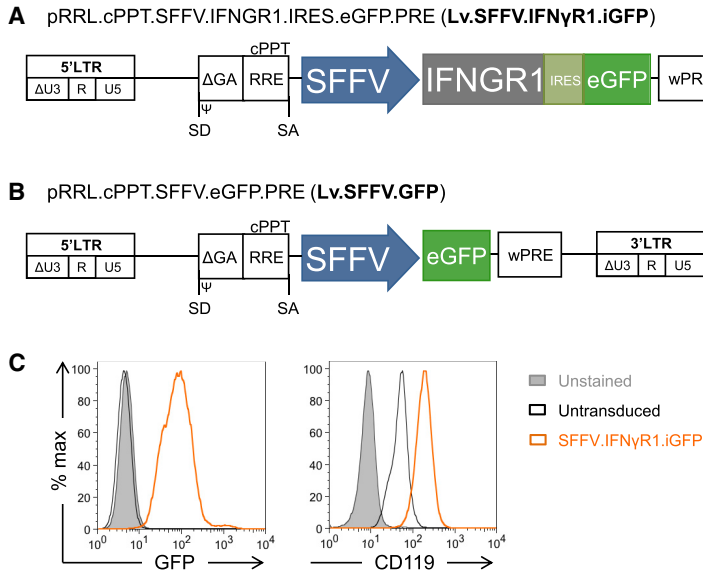 A pRRL.cPPT.SFFV.IFNGR1.IRES.eGFP.PRE (Lv.SFFV.IFNγR1.iGFP)
cPPT
5'LTR
ΔU3 R U5
ΔGA RRE
SFFV
IFNGR1 IRES eGFP
wPR
Ψ
SD SA
B pRRL.cPPT.SFFV.eGFP.PRE (Lv.SFFV.GFP)
cPPT
5'LTR
ΔU3 R U5
ΔGA RRE
SFFV
eGFP
wPRE
3'LTR
ΔU3 R U5
Ψ
SD SA
C
% max
100
80
60
40
20
0
10⁰ 10¹ 10² 10³ 10⁴
GFP
100
80
60
40
20
0
10⁰ 10¹ 10² 10³ 10⁴
CD119
Unstained
Untransduced
SFFV.IFNγR1.iGFP